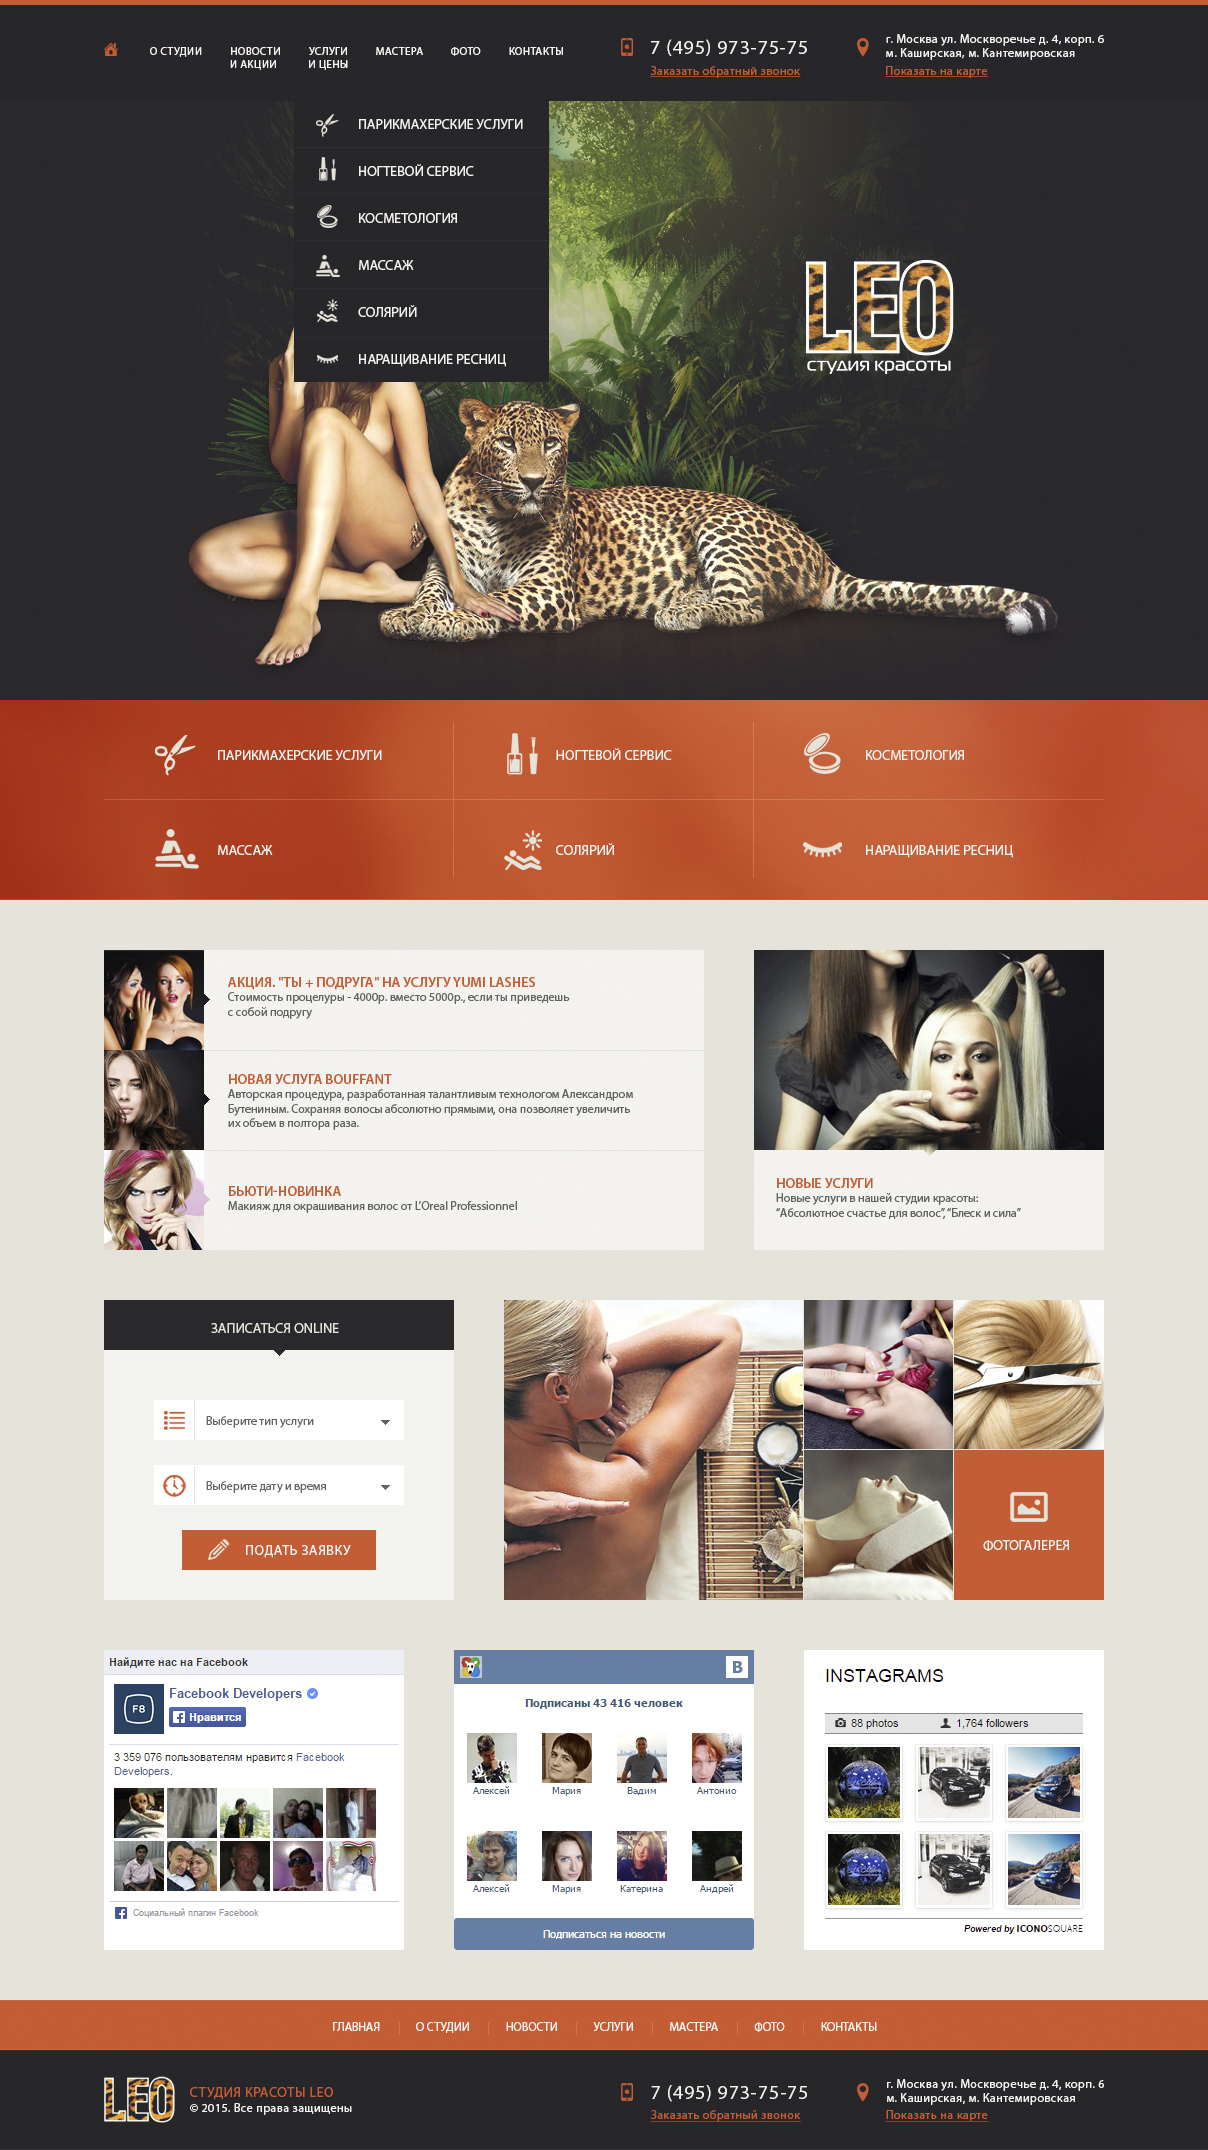 О СТУДИИ
НОВОСТИ
И АКЦИИ
УСЛУГИ
И ЦЕНЫ
МАСТЕРА
ФОТО
КОНТАКТЫ
7 (495) 973-75-75
Заказать обратный звонок
г. Москва ул. Москворечье д. 4, корп. 6
м. Каширская, м. Кантемировская
Показать на карте
ПАРИКМАХЕРСКИЕ УСЛУГИ
НОГТЕВОЙ СЕРВИС
КОСМЕТОЛОГИЯ
МАССАЖ
СОЛЯРИЙ
НАРАЩИВАНИЕ РЕСНИЦ
LEO
студия красоты
ПАРИКМАХЕРСКИЕ УСЛУГИ
НОГТЕВОЙ СЕРВИС
КОСМЕТОЛОГИЯ
МАССАЖ
СОЛЯРИЙ
НАРАЩИВАНИЕ РЕСНИЦ
АКЦИЯ. "ТЫ + ПОДРУГА" НА УСЛУГУ YUMI LASHES
Стоимость процелуры - 4000р. вместо 5000р., если ты приведешь
с собой подругу
НОВАЯ УСЛУГА BOUFFANT
Авторская процедура, разработанная талантливым технологом Александром
Бутениным. Сохраняя волосы абсолютно прямыми, она позволяет увеличить
их объем в полтора раза.
БЬЮТИ-НОВИНКА
Макияж для окрашивания волос от L’Oreal Professionnel
НОВЫЕ УСЛУГИ
Новые услуги в нашей студии красоты:
“Абсолютное счастье для волос”, “Блеск и сила”
ЗАПИСАТЬСЯ ONLINE
Выберите тип услуги
Выберите дату и время
ПОДАТЬ ЗАЯВКУ
ФОТОГАЛЕРЕЯ
Найдите нас на Facebook
F8
Facebook Developers
Нравится
3 359 076 пользователям нравится Facebook
Developers.
Социальный плагин Facebook
В
Подписаны 43 416 человек
Алексей
Мария
Вадим
Антонио
Алексей
Мария
Катерина
Андрей
Подписаться на новости
INSTAGRAMS
88 photos
1,764 followers
Powered by ICONOSQUARE
ГЛАВНАЯ
О СТУДИИ
НОВОСТИ
УСЛУГИ
МАСТЕРА
ФОТО
КОНТАКТЫ
LEO
СТУДИЯ КРАСОТЫ LEO
© 2015. Все права защищены
7 (495) 973-75-75
Заказать обратный звонок
г. Москва ул. Москворечье д. 4, корп. 6
м. Каширская, м. Кантемировская
Показать на карте